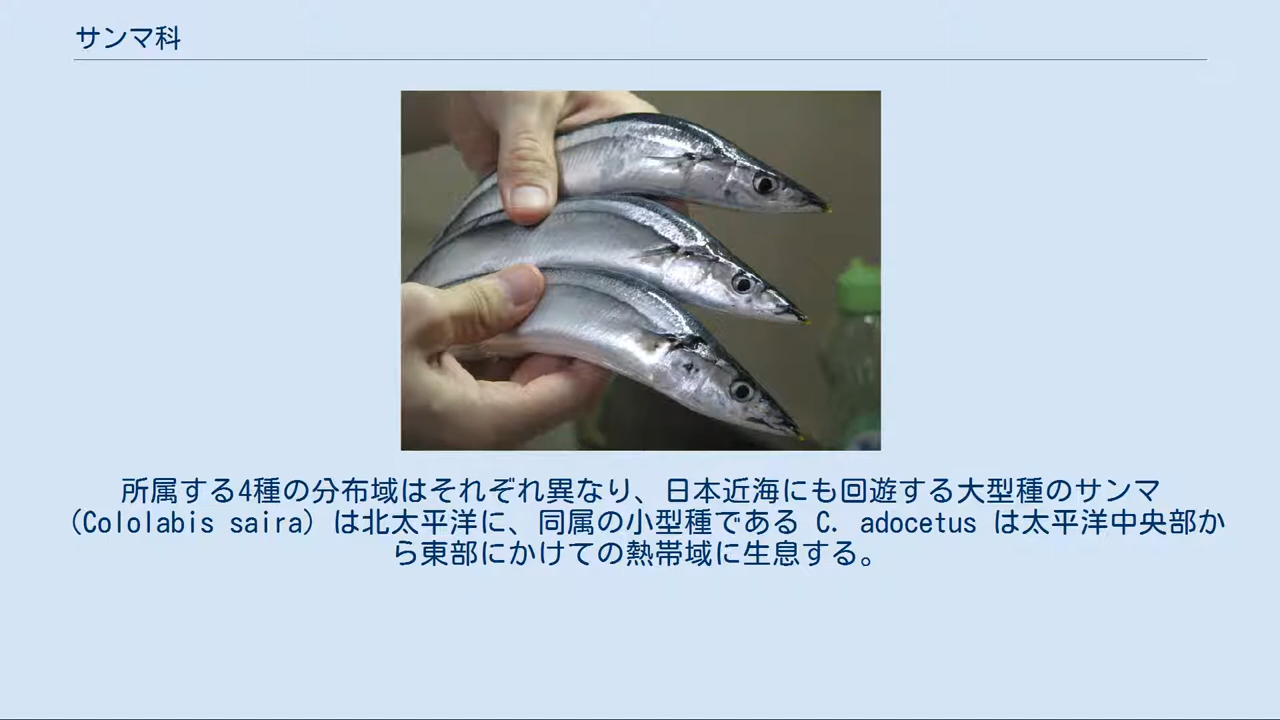 サンマ科
所属する4種の分布域はそれぞれ異なり、日本近海にも回遊する大型種のサンマ
(Cololabis saira) は北太平洋に、同属の小型種である C. adocetus は太平洋中央部か
ら東部にかけての熱帯域に生息する。